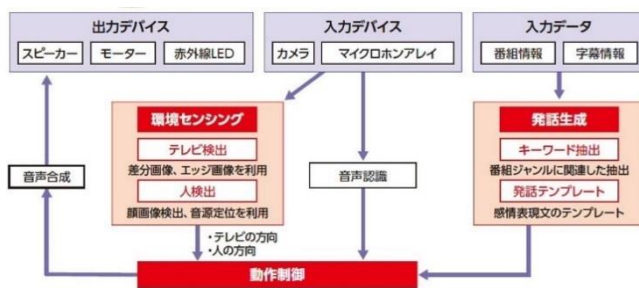 出力デバイス
スピーカー
モーター
赤外線LED
入力デバイス
カメラ
マイクロホンアレイ
入力データ
番組情報
字幕情報
環境センシング
テレビ検出
差分画像、エッジ画像を利用
人検出
顔画像検出、音源定位を利用
発話生成
キーワード抽出
番組ジャンルに関連した抽出
発話テンプレート
感情表現文のテンプレート
音声合成
音声認識
・テレビの方向
・人の方向
動作制御